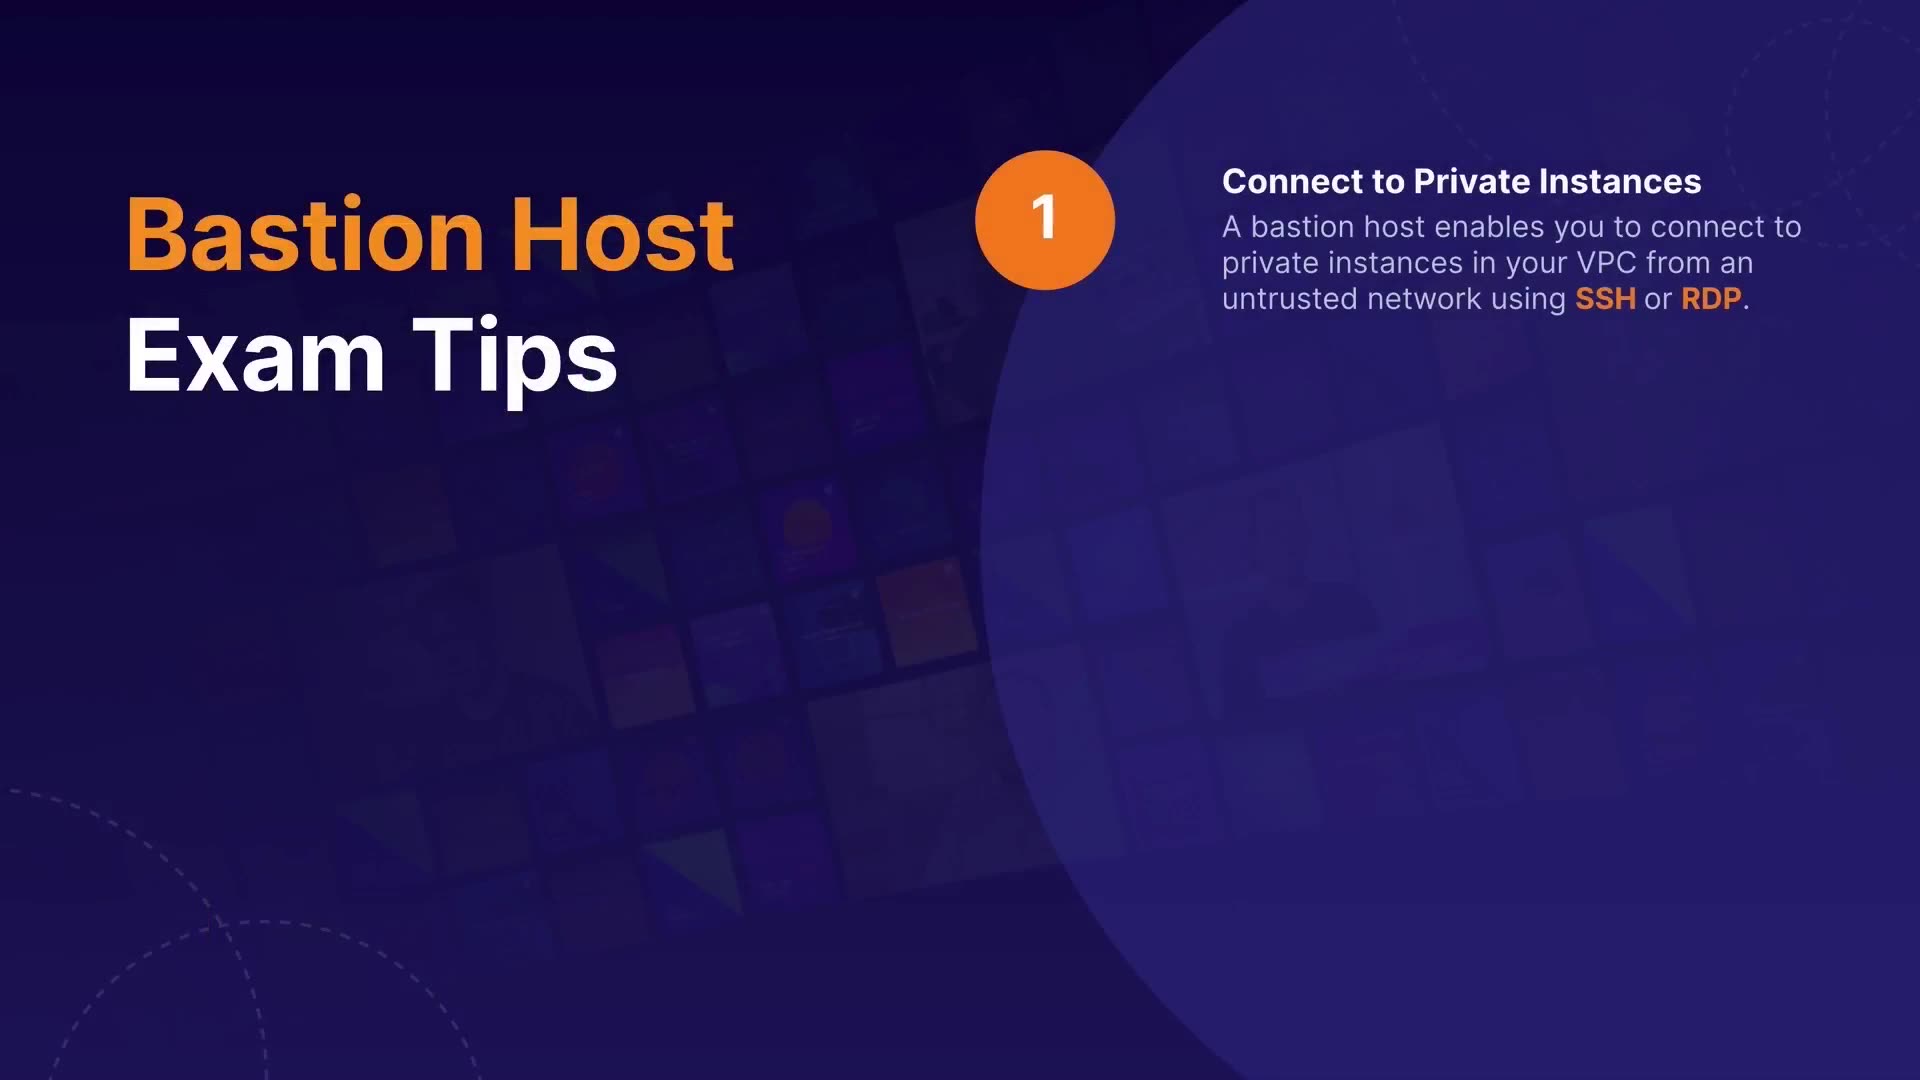 Bastion Host
Exam Tips
1
Connect to Private Instances
A bastion host enables you to connect to
private instances in your VPC from an
untrusted network using SSH or RDP.